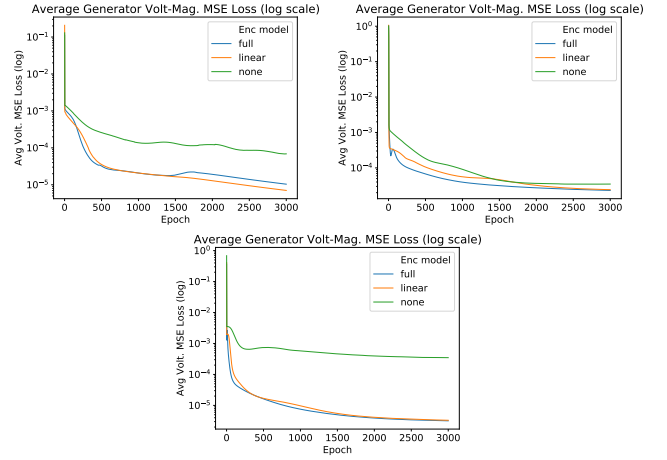 Average Generator Volt-Mag. MSE Loss (log scale)
Avg Volt. MSE Loss (log)
10⁻¹
10⁻²
10⁻³
10⁻⁴
10⁻⁵
Enc model
full
linear
none
0 500 1000 1500 2000 2500 3000
Epoch
Average Generator Volt-Mag. MSE Loss (log scale)
Avg Volt. MSE Loss (log)
10⁰
10⁻¹
10⁻²
10⁻³
10⁻⁴
Enc model
full
linear
none
0 500 1000 1500 2000 2500 3000
Epoch
Average Generator Volt-Mag. MSE Loss (log scale)
Avg Volt. MSE Loss (log)
10⁰
10⁻¹
10⁻²
10⁻³
10⁻⁴
10⁻⁵
Enc model
full
linear
none
0 500 1000 1500 2000 2500 3000
Epoch